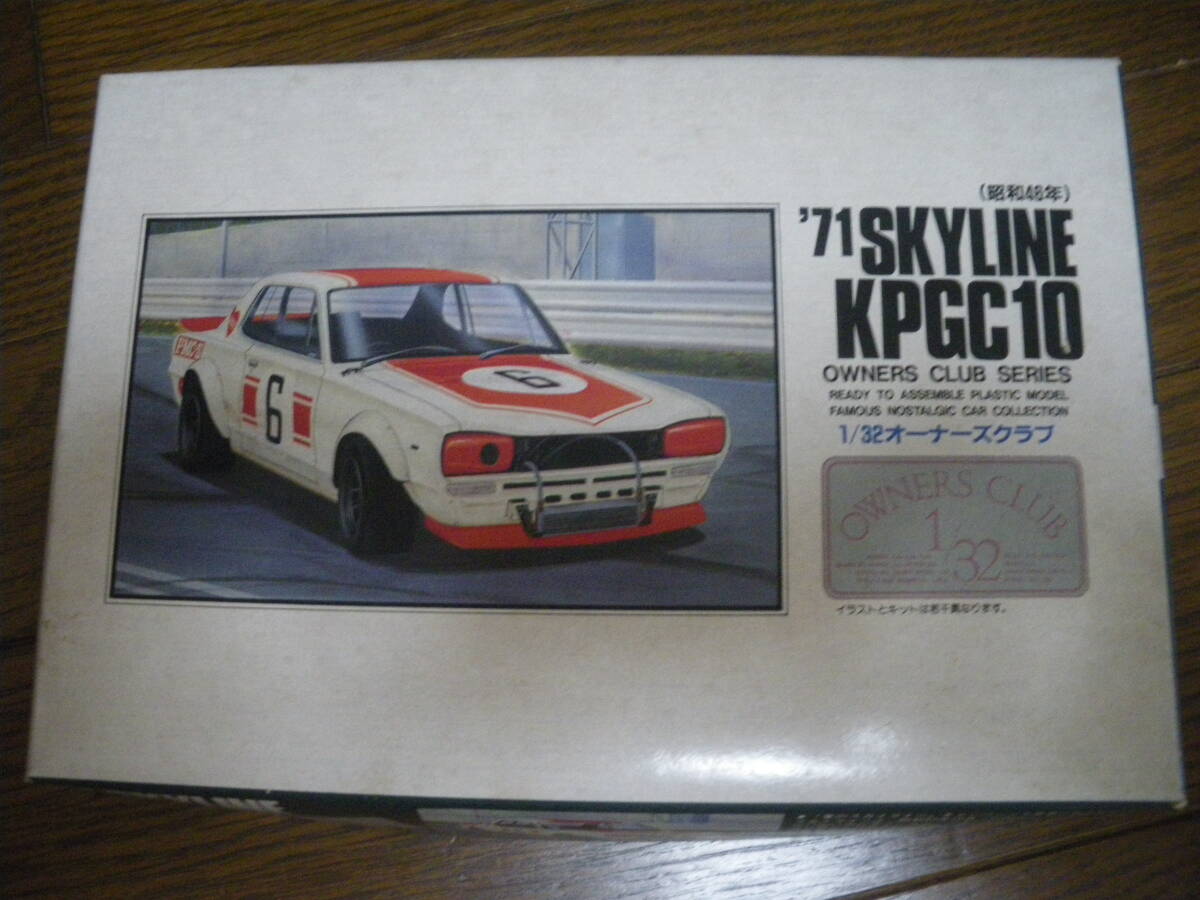 (昭和46年)
'71 SKYLINE
KPGC10
OWNERS CLUB SERIES
READY TO ASSEMBLE PLASTIC MODEL
FAMOUS NOSTALGIC CAR COLLECTION
1/32オーナーズクラブ
OWNERS CLUB
1/32
イラストとキットは若干異なります。
6
6